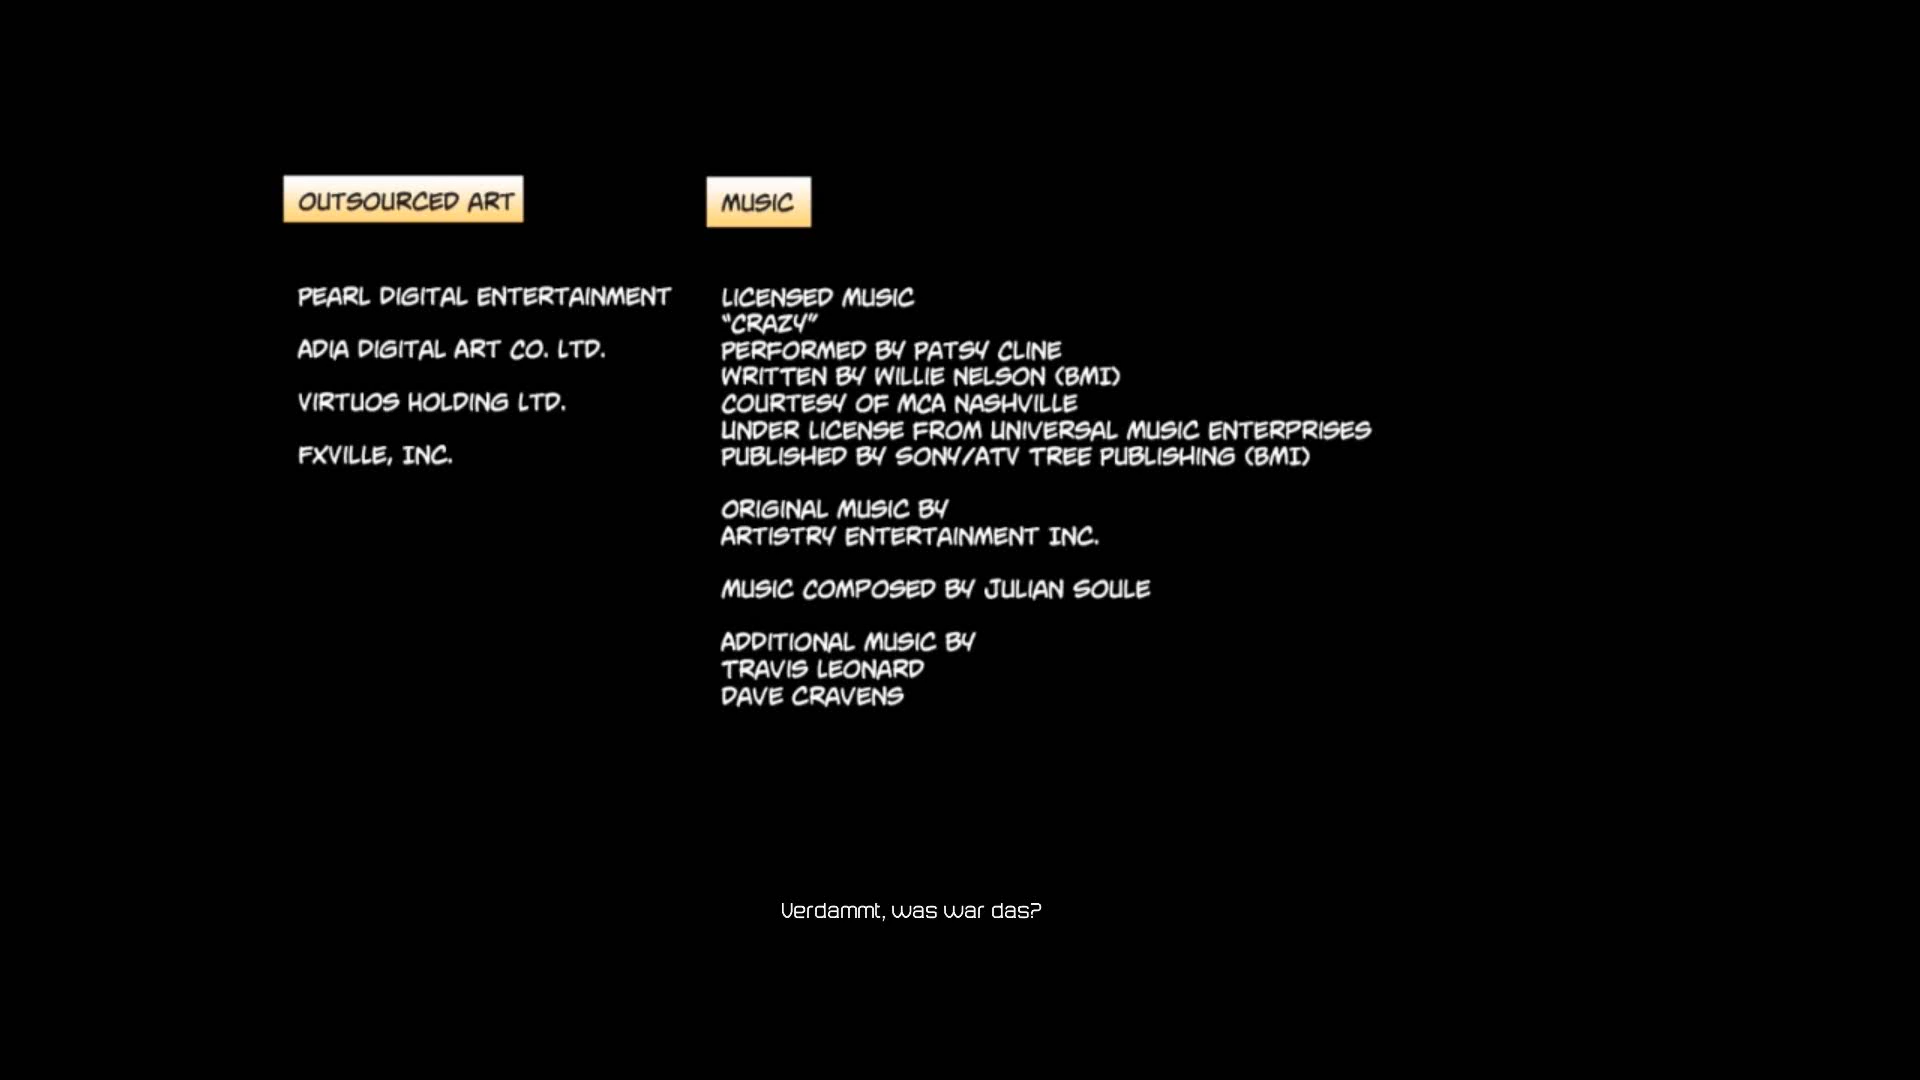 OUTSOURCED ART
PEARL DIGITAL ENTERTAINMENT
ADIA DIGITAL ART CO. LTD.
VIRTUOS HOLDING LTD.
FXVILLE, INC.
MUSIC
LICENSED MUSIC
"CRAZY"
PERFORMED BY PATSY CLINE
WRITTEN BY WILLIE NELSON (BMI)
COURTESY OF MCA NASHVILLE
UNDER LICENSE FROM UNIVERSAL MUSIC ENTERPRISES
PUBLISHED BY SONY/ATV TREE PUBLISHING (BMI)
ORIGINAL MUSIC BY
ARTISTRY ENTERTAINMENT INC.
MUSIC COMPOSED BY JULIAN SOULE
ADDITIONAL MUSIC BY
TRAVIS LEONARD
DAVE CRAVENS
Verdammt, was war das?